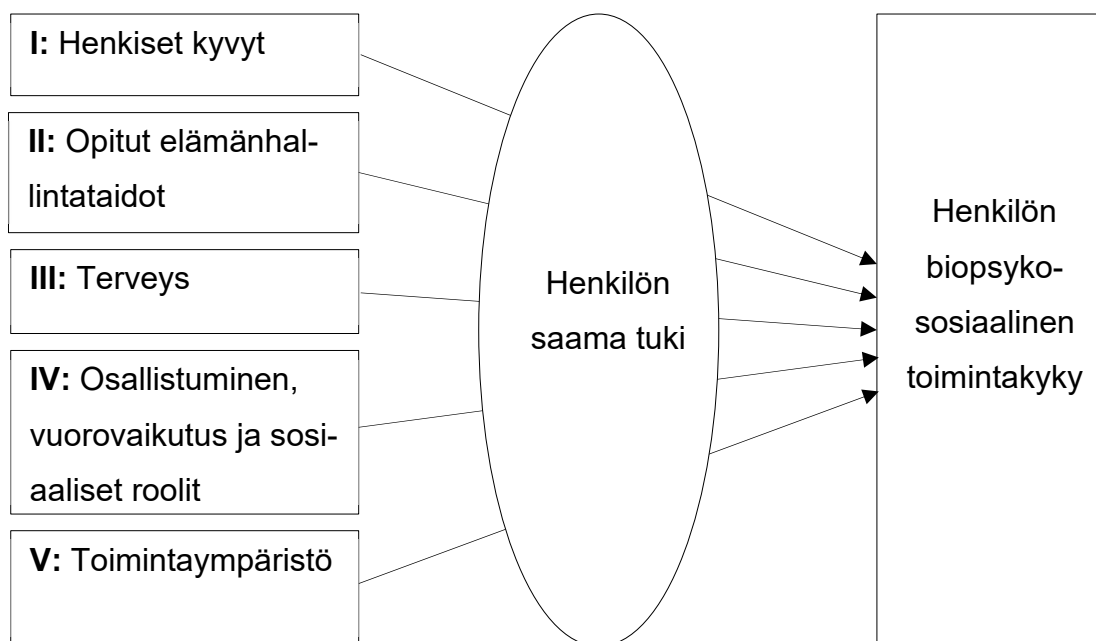 I: Henkiset kyvyt
II: Opitut elämänhal-
lintataidot
III: Terveys
IV: Osallistuminen,
vuorovaikutus ja sosi-
aaliset roolit
V: Toimintaympäristö
Henkilön
saama tuki
Henkilön
biopsyko-
sosiaalinen
toimintakyky